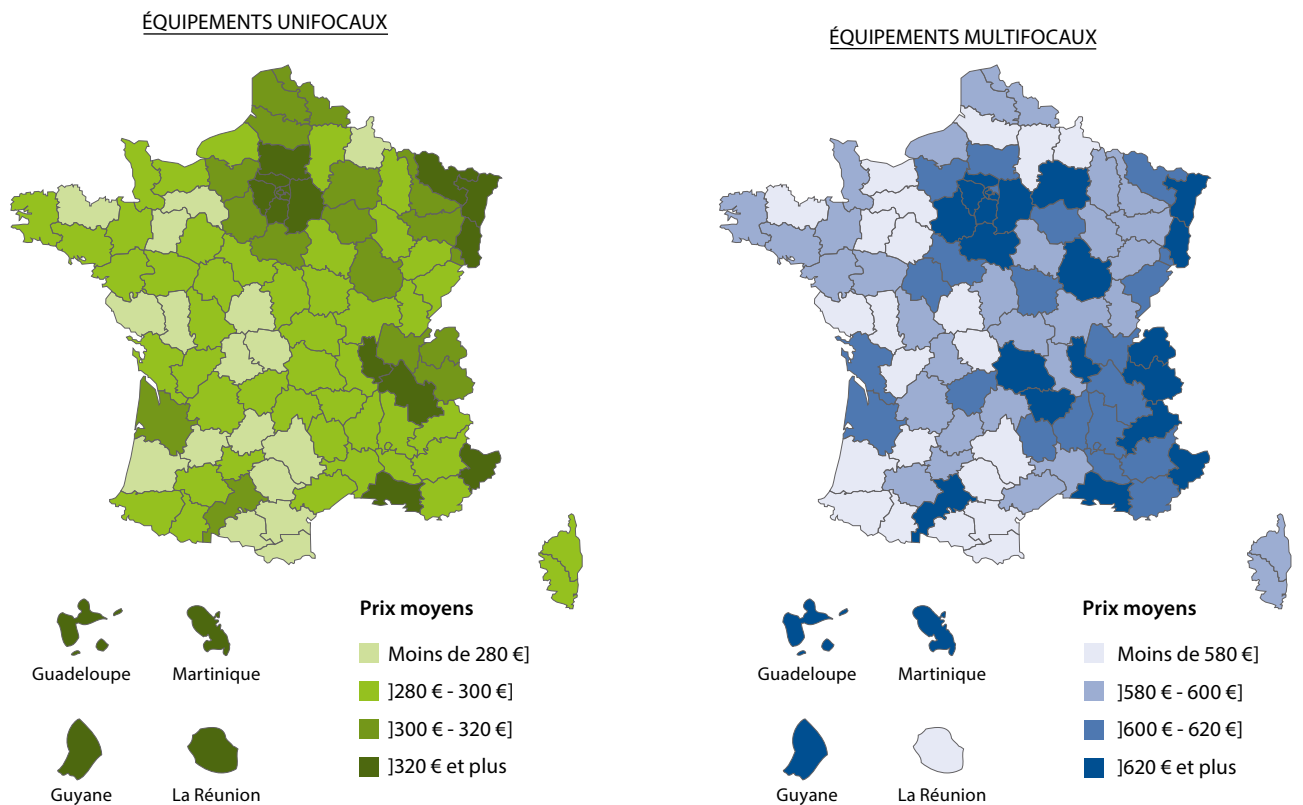 ÉQUIPEMENTS UNIFOCAUX
Guadeloupe
Martinique
Guyane
La Réunion
Prix moyens
Moins de 280 €]
]280 € - 300 €]
]300 € - 320 €]
]320 € et plus
ÉQUIPEMENTS MULTIFOCAUX
Guadeloupe
Martinique
Guyane
La Réunion
Prix moyens
Moins de 580 €]
]580 € - 600 €]
]600 € - 620 €]
]620 € et plus